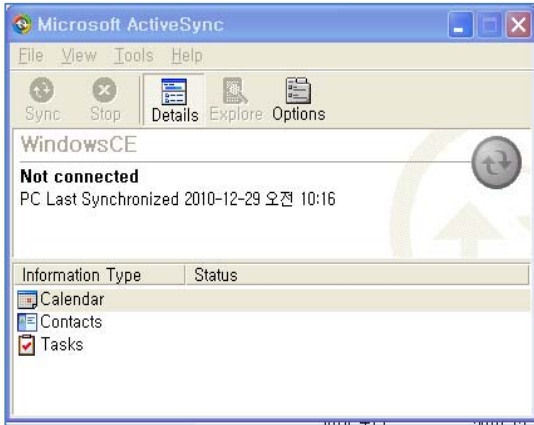 Microsoft ActiveSync
File View Tools Help
Sync Stop Details Explore Options
WindowsCE
Not connected
PC Last Synchronized 2010-12-29 오전 10:16
Information Type Status
Calendar
Contacts
Tasks